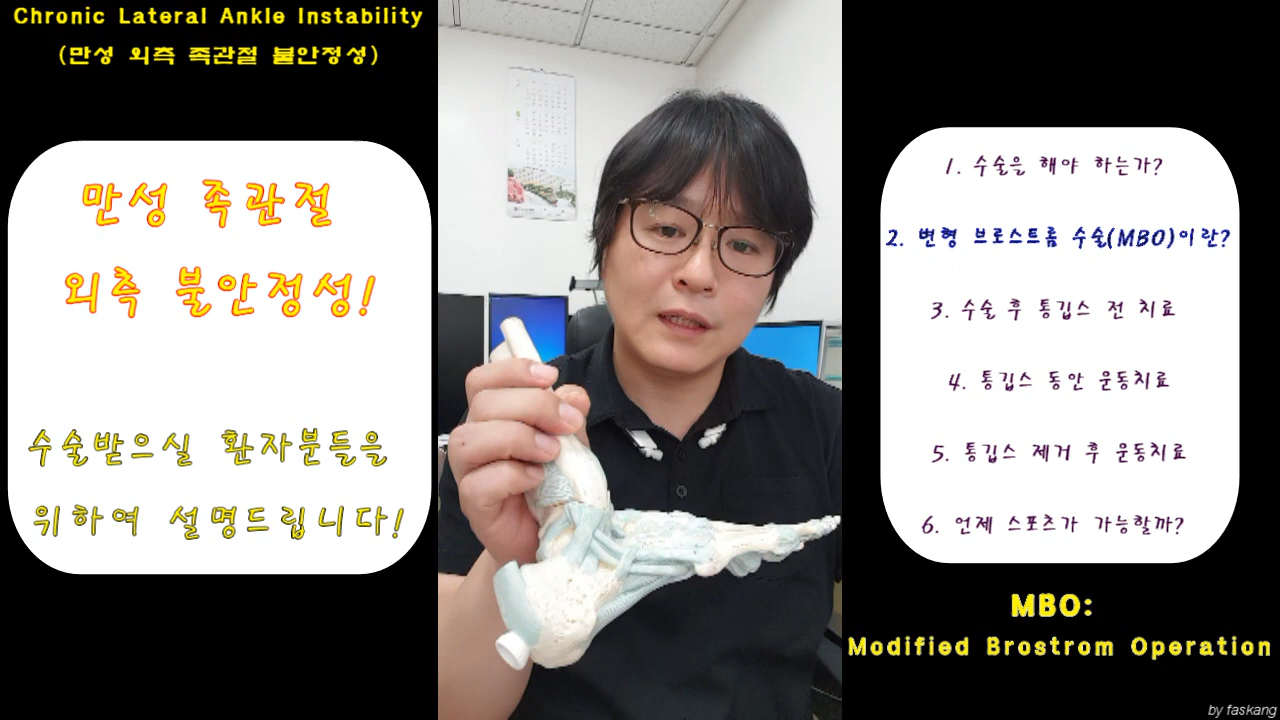 Chronic Lateral Ankle Instability
(만성 외측 족관절 불안정성)
만성 족관절
외측 불안정성!
수술받으실 환자분들을
위하여 설명드립니다!
1. 수술을 해야 하는가?
2. 변형 브로스트롬 수술(MBO)이란?
3. 수술 후 통깁스 전 치료
4. 통깁스 동안 운동치료
5. 통깁스 제거 후 운동치료
6. 언제 스포츠가 가능할까?
MBO:
Modified Brostrom Operation
by faskang